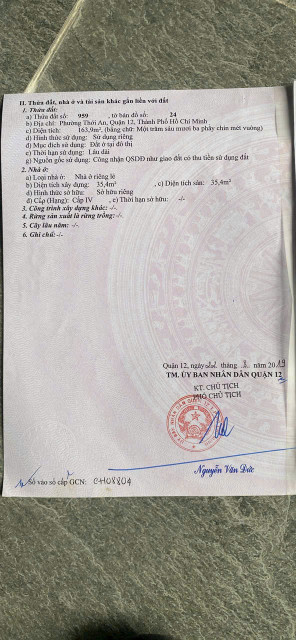 II. Thửa đất, nhà ở và tài sản khác gắn liền với đất
1. Thửa đất:
a) Thửa đất số: 959 , tờ bản đồ số: 24
b) Địa chỉ: Phường Thới An, Quận 12, Thành Phố Hồ Chí Minh
c) Diện tích: 163,9m², (bằng chữ: Một trăm sáu mươi ba phẩy chín mét vuông)
d) Hình thức sử dụng: Sử dụng riêng
đ) Mục đích sử dụng: Đất ở tại đô thị
e) Thời hạn sử dụng: Lâu dài
g) Nguồn gốc sử dụng: Công nhận QSDĐ như giao đất có thu tiền sử dụng đất
2. Nhà ở:
a) Loại nhà ở: Nhà ở riêng lẻ
b) Diện tích xây dựng: 35,4m² , c) Diện tích sàn: 35,4m²
d) Hình thức sở hữu: Sở hữu riêng
đ) Cấp (Hạng): Cấp IV , e) Thời hạn sở hữu: -/-
3. Công trình xây dựng khác: -/-
4. Rừng sản xuất là rừng trồng: -/-
5. Cây lâu năm: -/-
6. Ghi chú: -/-
Quận 12, ngày tháng năm 2019
TM. ỦY BAN NHÂN DÂN QUẬN 12
KT. CHỦ TỊCH
PHÓ CHỦ TỊCH
Nguyễn Văn Đức
Số vào sổ cấp GCN: CH08804